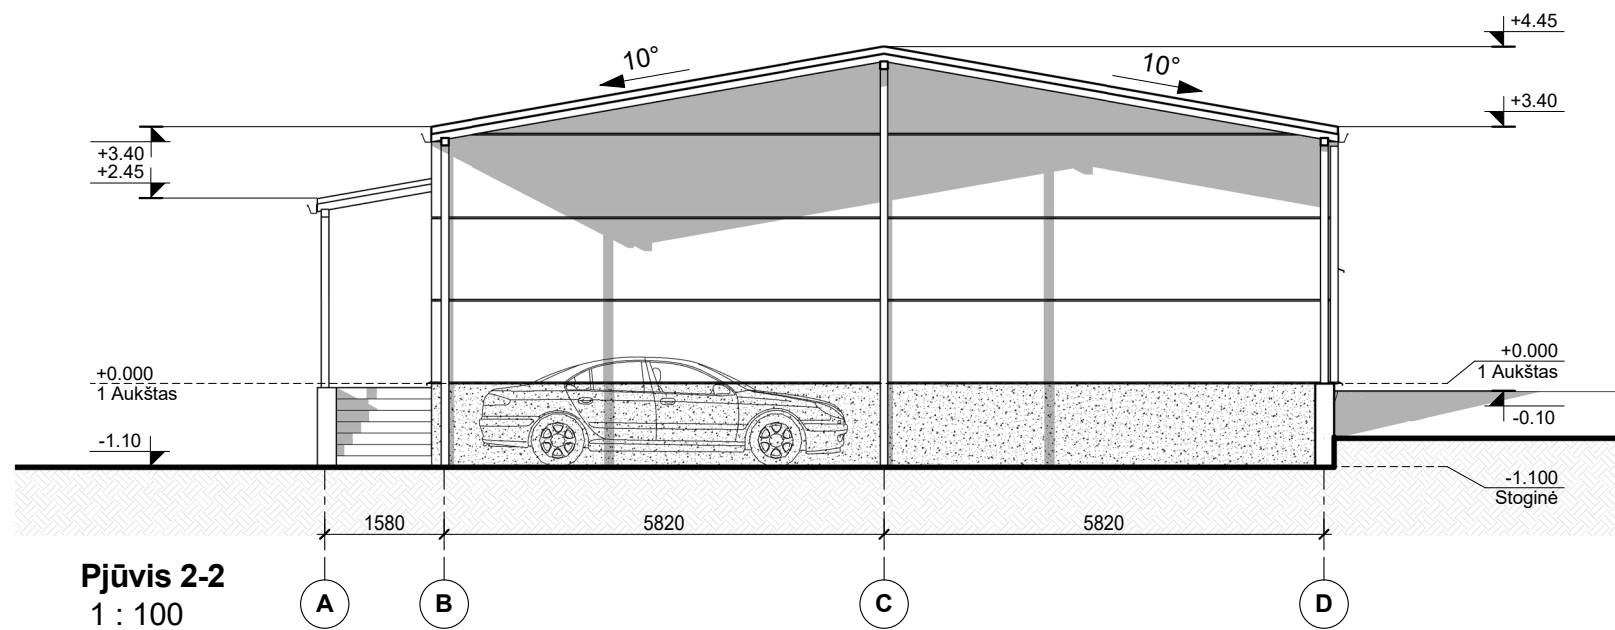 +4.45
10°
10°
+3.40
+3.40
+2.45
+0.000
1 Aukštas
+0.000
1 Aukštas
-0.10
-1.10
-1.100
Stoginė
1580
5820
5820
Pjūvis 2-2
1 : 100
A
B
C
D